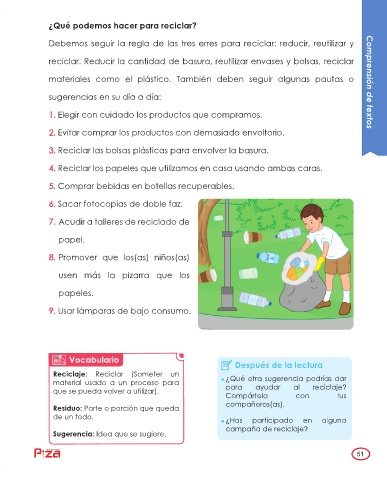 ¿Qué podemos hacer para reciclar?
Debemos seguir la regla de las tres erres para reciclar: reducir, reutilizar y
reciclar. Reducir la cantidad de basura, reutilizar envases y bolsas, reciclar
materiales como el plástico. También deben seguir algunas pautas o
sugerencias en su día a día:
1. Elegir con cuidado los productos que compramos.
2. Evitar comprar los productos con demasiado envoltorio.
3. Reciclar las bolsas plásticas para envolver la basura.
4. Reciclar los papeles que utilizamos en casa usando ambas caras.
5. Comprar bebidas en botellas recuperables.
6. Sacar fotocopias de doble faz.
7. Acudir a talleres de reciclado de
papel.
8. Promover que los(as) niños(as)
usen más la pizarra que los
papeles.
9. Usar lámparas de bajo consumo.
Comprensión de textos
Vocabulario
Reciclaje: Reciclar (Someter un
material usado a un proceso para
que se pueda volver a utilizar).
Residuo: Parte o porción que queda
de un todo.
Sugerencia: Idea que se sugiere.
Después de la lectura
¿Qué otra sugerencia podrías dar
para ayudar al reciclaje?
Compártela con tus
compañeros(as).
¿Has participado en alguna
campaña de reciclaje?
51